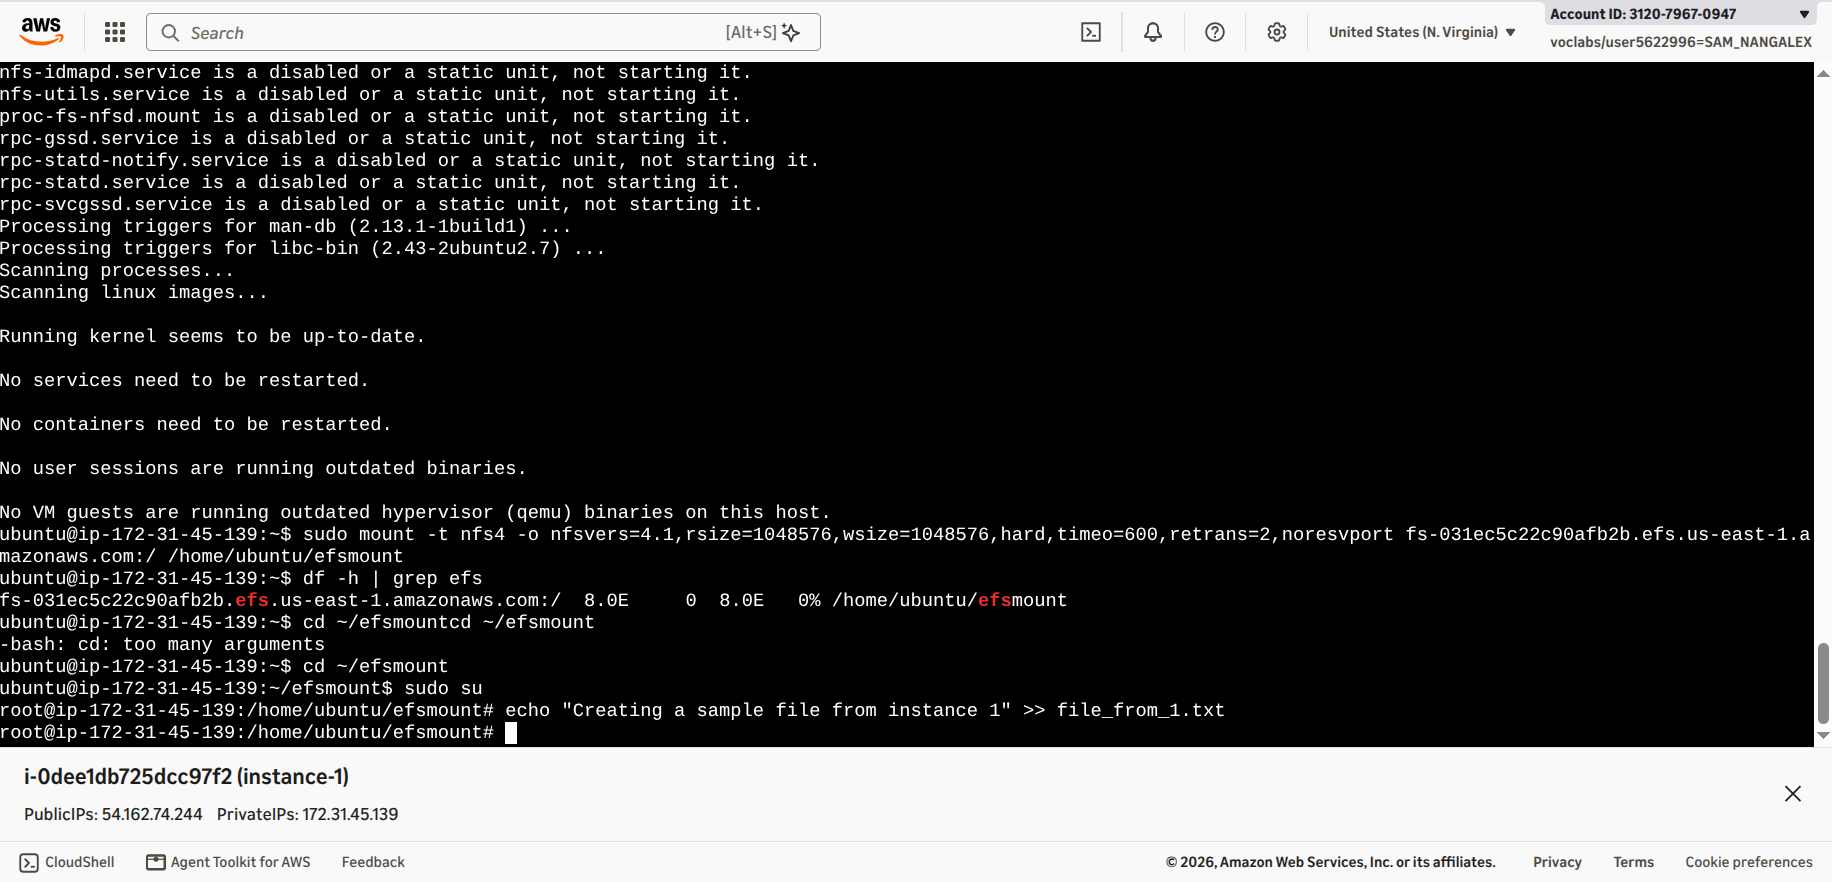 aws
Search [Alt+S]
United States (N. Virginia) ▼
Account ID: 3120-7967-0947 ▼
voclabs/user5622996=SAM_NANGALEX
nfs-idmapd.service is a disabled or a static unit, not starting it.
nfs-utils.service is a disabled or a static unit, not starting it.
proc-fs-nfsd.mount is a disabled or a static unit, not starting it.
rpc-gssd.service is a disabled or a static unit, not starting it.
rpc-statd-notify.service is a disabled or a static unit, not starting it.
rpc-statd.service is a disabled or a static unit, not starting it.
rpc-svcgssd.service is a disabled or a static unit, not starting it.
Processing triggers for man-db (2.13.1-1build1) ...
Processing triggers for libc-bin (2.43-2ubuntu2.7) ...
Scanning processes...
Scanning linux images...
Running kernel seems to be up-to-date.
No services need to be restarted.
No containers need to be restarted.
No user sessions are running outdated binaries.
No VM guests are running outdated hypervisor (qemu) binaries on this host.
ubuntu@ip-172-31-45-139:~$ sudo mount -t nfs4 -o nfsvers=4.1,rsize=1048576,wsize=1048576,hard,timeo=600,retrans=2,noresvport fs-031ec5c22c90afb2b.efs.us-east-1.a
mazonaws.com:/ /home/ubuntu/efsmount
ubuntu@ip-172-31-45-139:~$ df -h | grep efs
fs-031ec5c22c90afb2b.efs.us-east-1.amazonaws.com:/  8.0E     0  8.0E   0% /home/ubuntu/efsmount
ubuntu@ip-172-31-45-139:~$ cd ~/efsmountcd ~/efsmount
-bash: cd: too many arguments
ubuntu@ip-172-31-45-139:~$ cd ~/efsmount
ubuntu@ip-172-31-45-139:~/efsmount$ sudo su
root@ip-172-31-45-139:/home/ubuntu/efsmount# echo "Creating a sample file from instance 1" >> file_from_1.txt
root@ip-172-31-45-139:/home/ubuntu/efsmount#
i-0dee1db725dcc97f2 (instance-1)
PublicIPs: 54.162.74.244 PrivateIPs: 172.31.45.139
CloudShell Agent Toolkit for AWS Feedback © 2026, Amazon Web Services, Inc. or its affiliates. Privacy Terms Cookie preferences